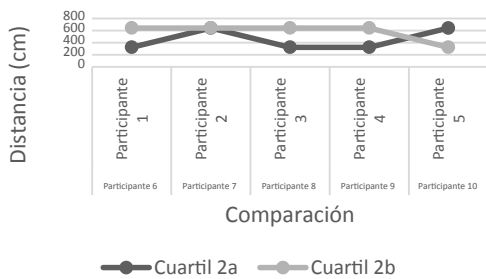 Distancia (cm)
800
600
400
200
0
Participante 1
Participante 2
Participante 3
Participante 4
Participante 5
Participante 6
Participante 7
Participante 8
Participante 9
Participante 10
Comparación
Cuartil 2a
Cuartil 2b